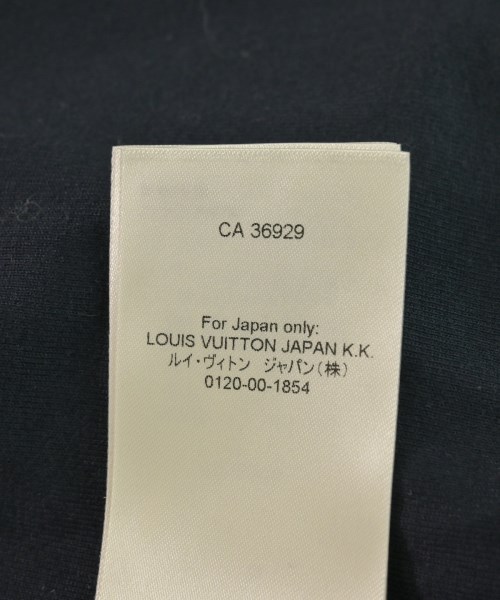 CA 36929
For Japan only:
LOUIS VUITTON JAPAN K.K.
ルイ・ヴィトン ジャパン(株)
0120-00-1854